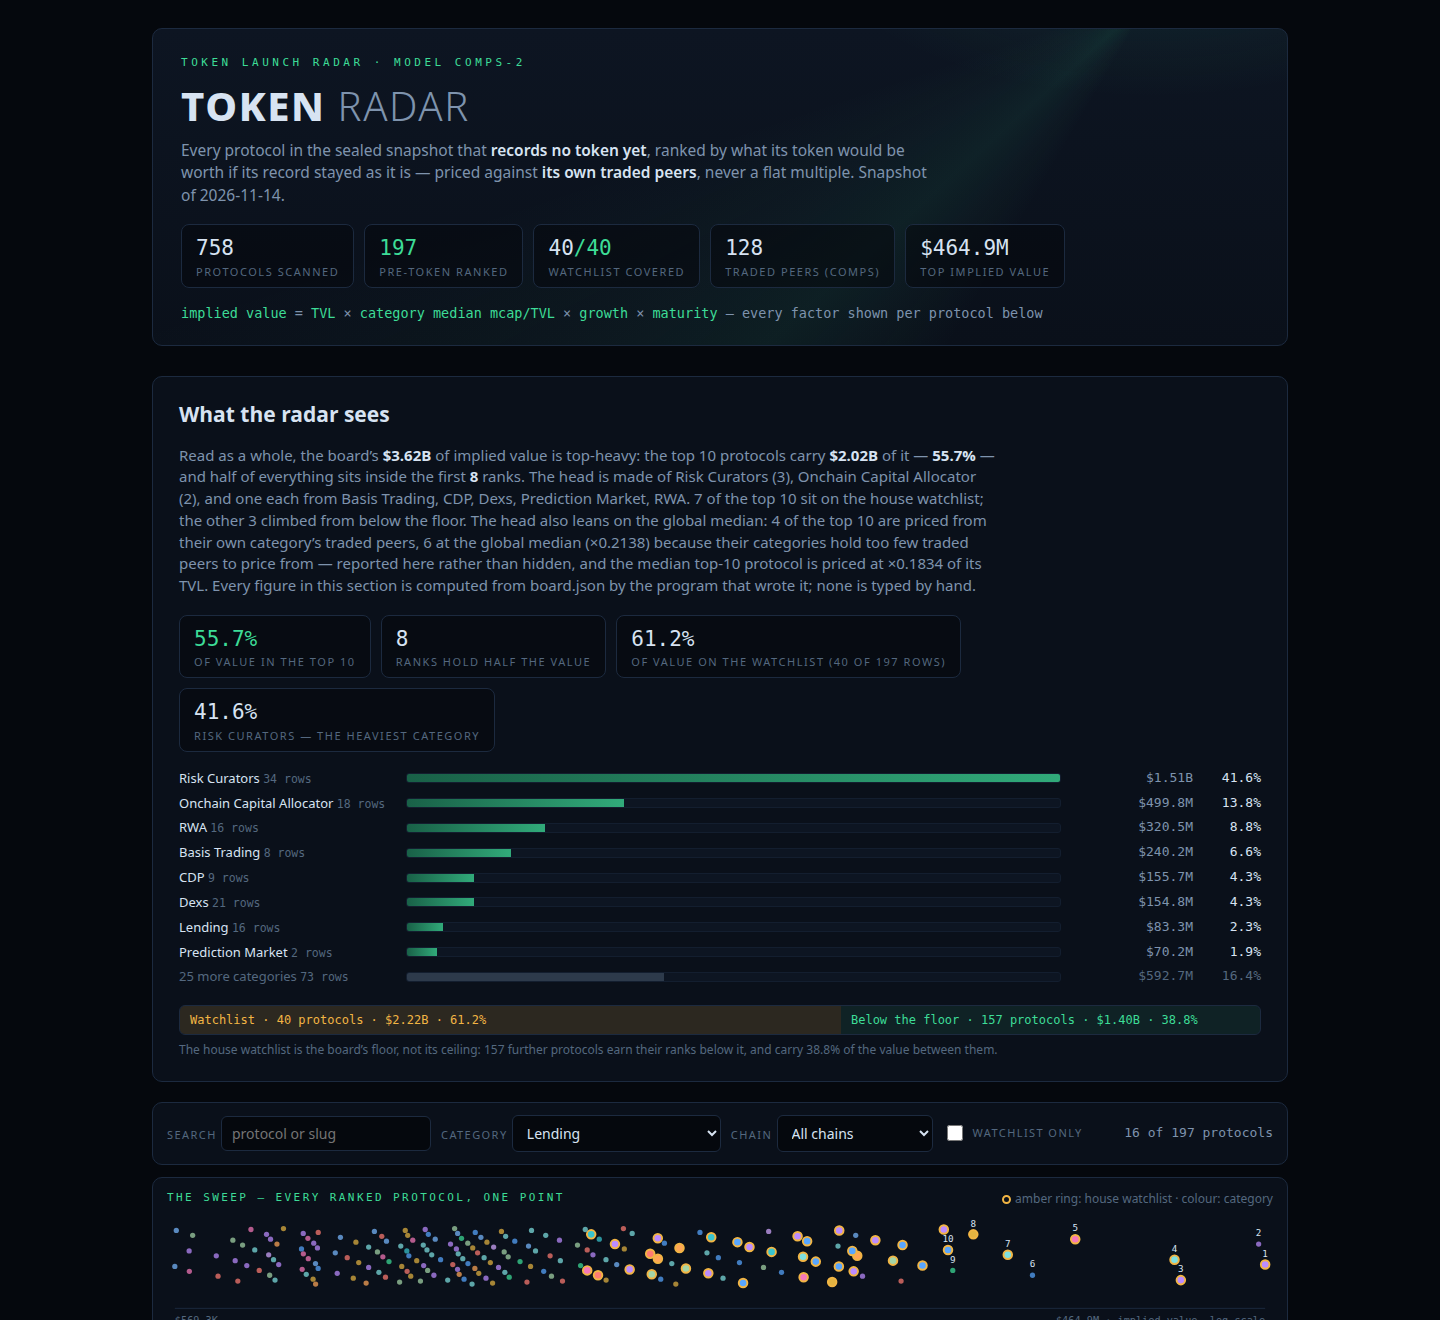 TOKEN LAUNCH RADAR · MODEL COMPS-2
TOKEN RADAR
Every protocol in the sealed snapshot that records no token yet, ranked by what its token would be
worth if its record stayed as it is — priced against its own traded peers, never a flat multiple. Snapshot
of 2026-11-14.
758
PROTOCOLS SCANNED
197
PRE-TOKEN RANKED
40/40
WATCHLIST COVERED
128
TRADED PEERS (COMPS)
$464.9M
TOP IMPLIED VALUE
implied value = TVL × category median mcap/TVL × growth × maturity — every factor shown per protocol below
What the radar sees
Read as a whole, the board's $3.62B of implied value is top-heavy: the top 10 protocols carry $2.02B of it — 55.7% —
and half of everything sits inside the first 8 ranks. The head is made of Risk Curators (3), Onchain Capital Allocator
(2), and one each from Basis Trading, CDP, Dexs, Prediction Market, RWA. 7 of the top 10 sit on the house watchlist;
the other 3 climbed from below the floor. The head also leans on the global median: 4 of the top 10 are priced from
their own category's traded peers, 6 at the global median (×0.2138) because their categories hold too few traded
peers to price from — reported here rather than hidden, and the median top-10 protocol is priced at ×0.1834 of its
TVL. Every figure in this section is computed from board.json by the program that wrote it; none is typed by hand.
55.7%
OF VALUE IN THE TOP 10
8
RANKS HOLD HALF THE VALUE
61.2%
OF VALUE ON THE WATCHLIST (40 OF 197 ROWS)
41.6%
RISK CURATORS — THE HEAVIEST CATEGORY
Risk Curators 34 rows $1.51B 41.6%
Onchain Capital Allocator 18 rows $499.8M 13.8%
RWA 16 rows $320.5M 8.8%
Basis Trading 8 rows $240.2M 6.6%
CDP 9 rows $155.7M 4.3%
Dexs 21 rows $154.8M 4.3%
Lending 16 rows $83.3M 2.3%
Prediction Market 2 rows $70.2M 1.9%
25 more categories 73 rows $592.7M 16.4%
Watchlist · 40 protocols · $2.22B · 61.2% Below the floor · 157 protocols · $1.40B · 38.8%
The house watchlist is the board's floor, not its ceiling: 157 further protocols earn their ranks below it, and carry 38.8% of the value between them.
SEARCH protocol or slug CATEGORY Lending CHAIN All chains WATCHLIST ONLY 16 of 197 protocols
THE SWEEP — EVERY RANKED PROTOCOL, ONE POINT
amber ring: house watchlist · colour: category
8
5
2
10
7
4
1
9
6
3
$569.3K
$464.9M · implied value, log scale